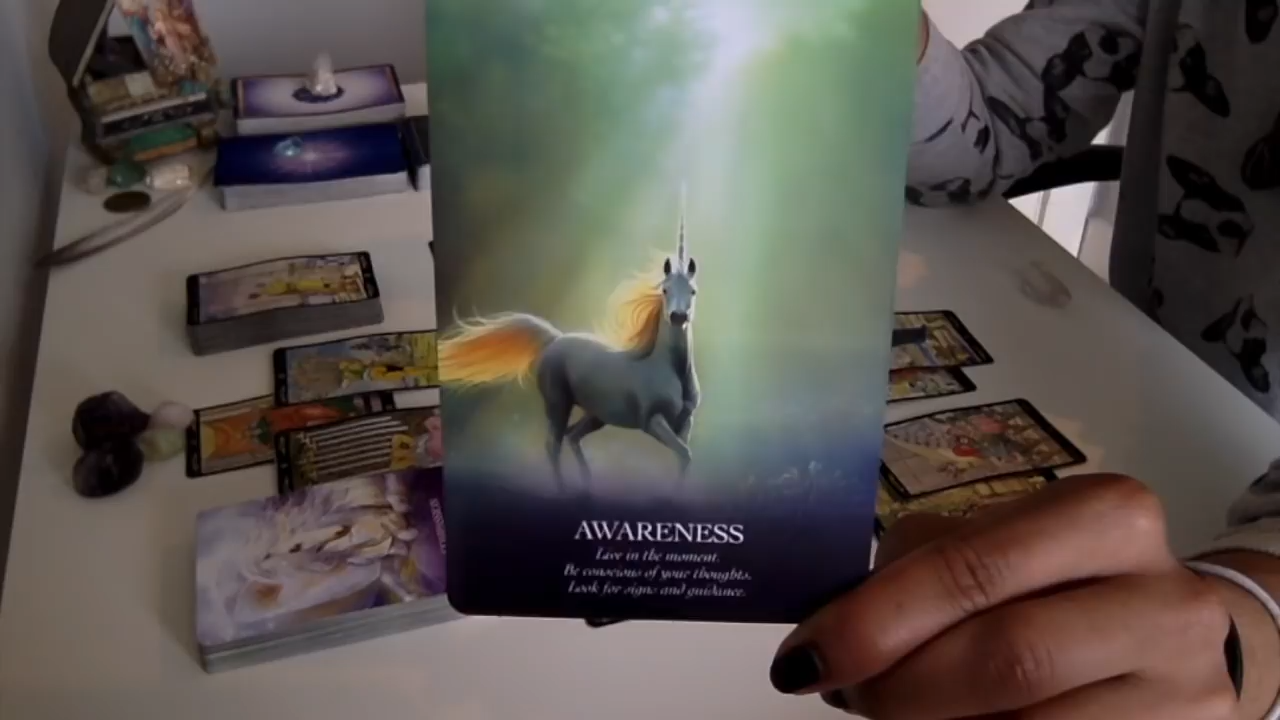 AWARENESS
Live in the moment.
Be conscious of your thoughts.
Look for signs and guidance.